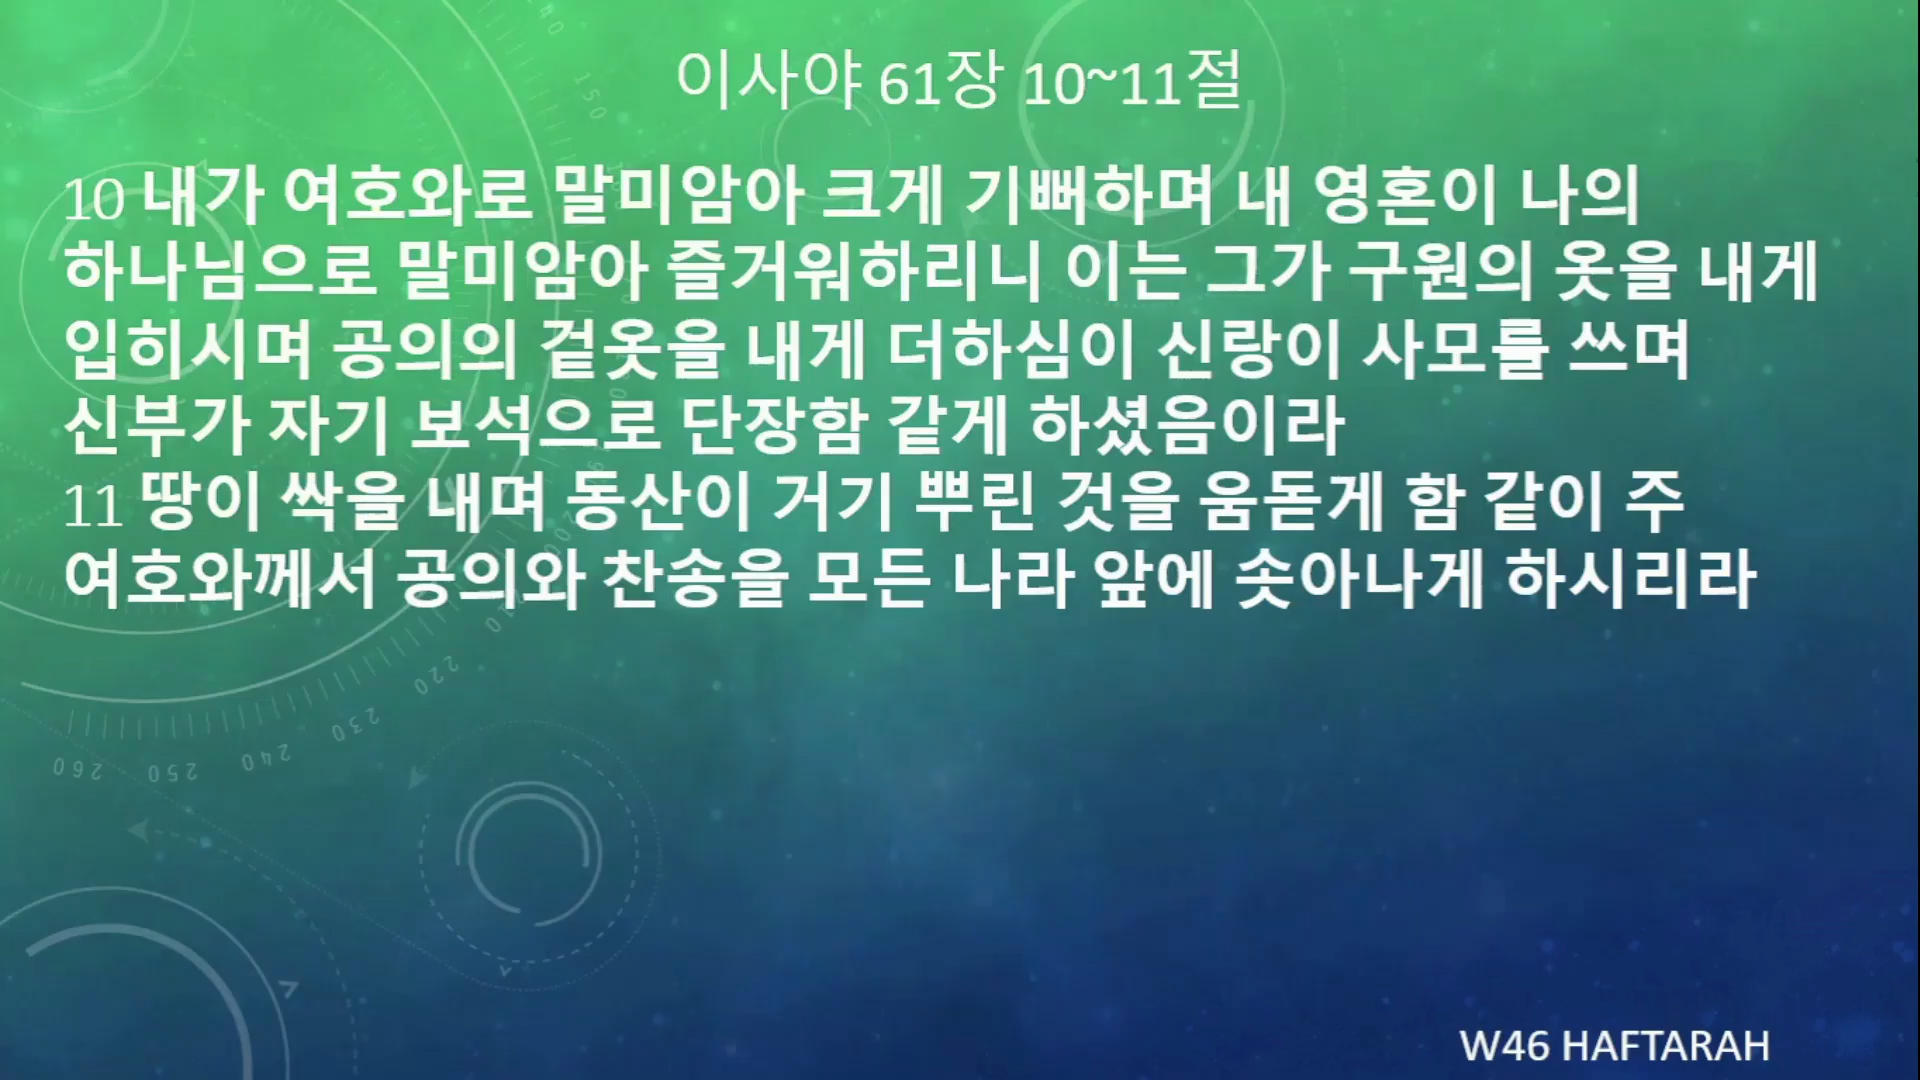 이사야 61장 10~11절
10 내가 여호와로 말미암아 크게 기뻐하며 내 영혼이 나의
하나님으로 말미암아 즐거워하리니 이는 그가 구원의 옷을 내게
입히시며 공의의 겉옷을 내게 더하심이 신랑이 사모를 쓰며
신부가 자기 보석으로 단장함 같게 하셨음이라
11 땅이 싹을 내며 동산이 거기 뿌린 것을 움돋게 함 같이 주
여호와께서 공의와 찬송을 모든 나라 앞에 솟아나게 하시리라
140
150
210
220
230
240
250
260
W46 HAFTARAH